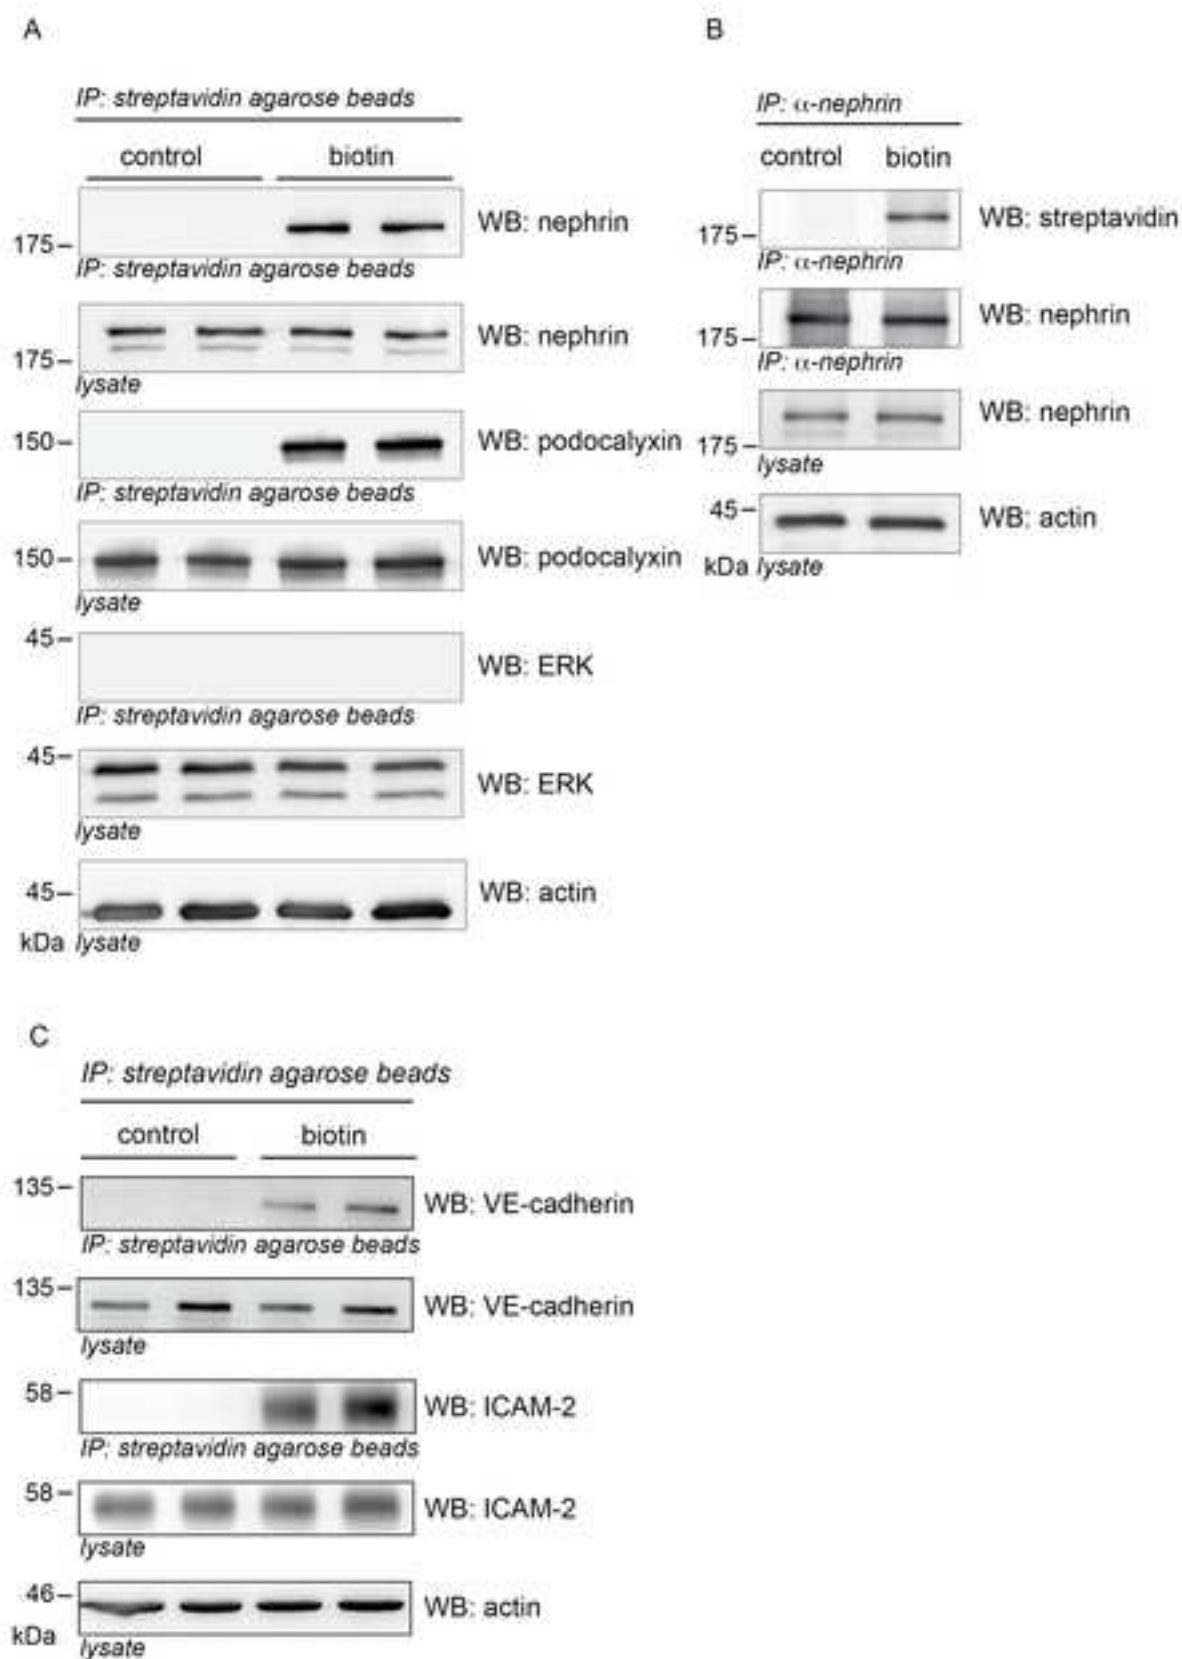 A
IP: streptavidin agarose beads
control biotin
175 WB: nephrin
IP: streptavidin agarose beads
175 WB: nephrin
lysate
150 WB: podocalyxin
IP: streptavidin agarose beads
150 WB: podocalyxin
lysate
45 WB: ERK
IP: streptavidin agarose beads
45 WB: ERK
lysate
45 WB: actin
kDa lysate
B
IP: α-nephrin
control biotin
175 WB: streptavidin
IP: α-nephrin
175 WB: nephrin
IP: α-nephrin
175 WB: nephrin
lysate
45 WB: actin
kDa lysate
C
IP: streptavidin agarose beads
control biotin
135 WB: VE-cadherin
IP: streptavidin agarose beads
135 WB: VE-cadherin
lysate
58 WB: ICAM-2
IP: streptavidin agarose beads
58 WB: ICAM-2
lysate
46 WB: actin
kDa lysate